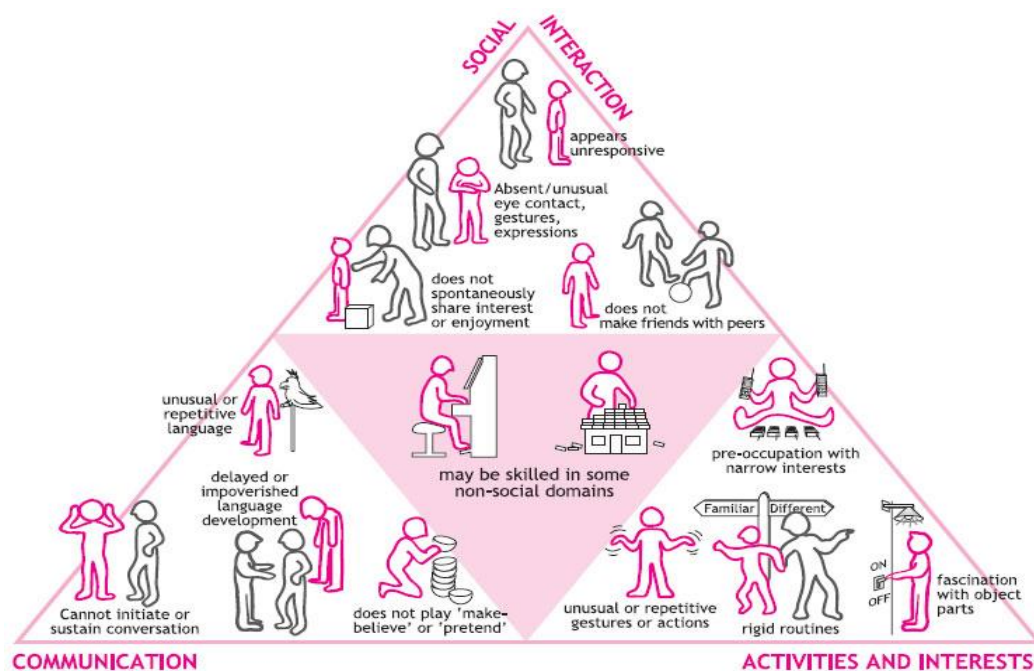 SOCIAL
INTERACTION
appears
unresponsive
Absent/unusual
eye contact,
gestures,
expressions
does not
spontaneously
share interest
or enjoyment
does not
make friends with peers
unusual or
repetitive
language
may be skilled in some
non-social domains
pre-occupation with
narrow interests
delayed or
impoverished
language
development
Familiar
Different
Cannot initiate or
sustain conversation
does not play 'make-
believe' or 'pretend'
unusual or repetitive
gestures or actions
rigid routines
ON
OFF
fascination
with object
parts
COMMUNICATION
ACTIVITIES AND INTERESTS